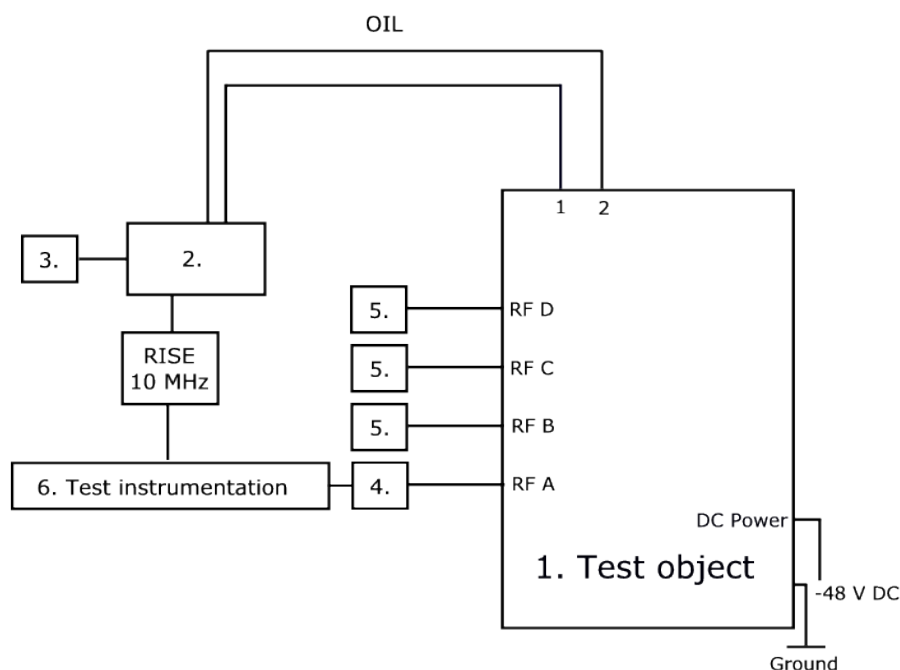 OIL
1 2
3.
2.
5.
RF D
RISE
10 MHz
5.
RF C
5.
RF B
6. Test instrumentation
4.
RF A
DC Power
1. Test object
-48 V DC
Ground